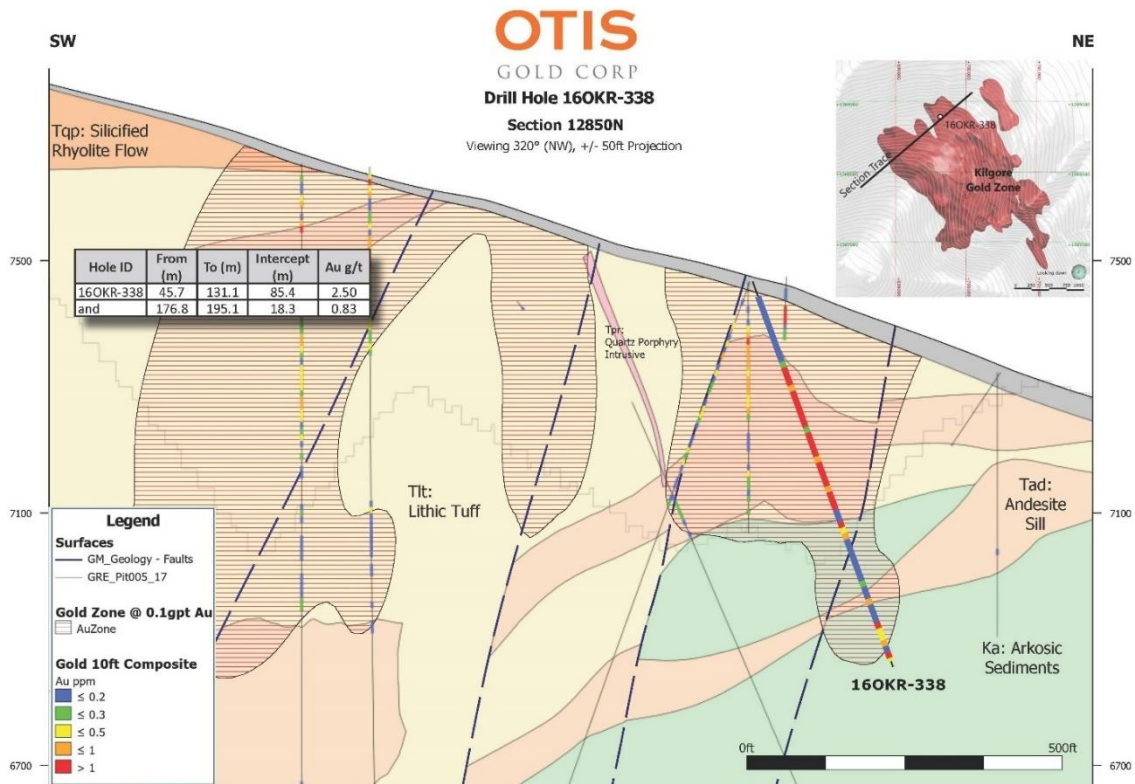 SW
OTIS
GOLD CORP
NE
Drill Hole 16OKR-338
Section 12850N
Viewing 320° (NW), +/- 50ft Projection
Tqp: Silicified
Rhyolite Flow
16OKR-338
Section Trace
Kilgore
Gold Zone
Looking down
7500
7500
Hole ID From (m) To (m) Intercept (m) Au g/t
16OKR-338 45.7 131.1 85.4 2.50
and 176.8 195.1 18.3 0.83
Tpr:
Quartz Porphyry
Intrusive
Tlt:
Lithic Tuff
Tad:
Andesite
Sill
7100
7100
Legend
Surfaces
GM_Geology - Faults
GRE_Pit005_17
Gold Zone @ 0.1gpt Au
AuZone
Gold 10ft Composite
Au ppm
≤ 0.2
≤ 0.3
≤ 0.5
≤ 1
> 1
Ka: Arkosic
Sediments
16OKR-338
0ft
500ft
6700
6700